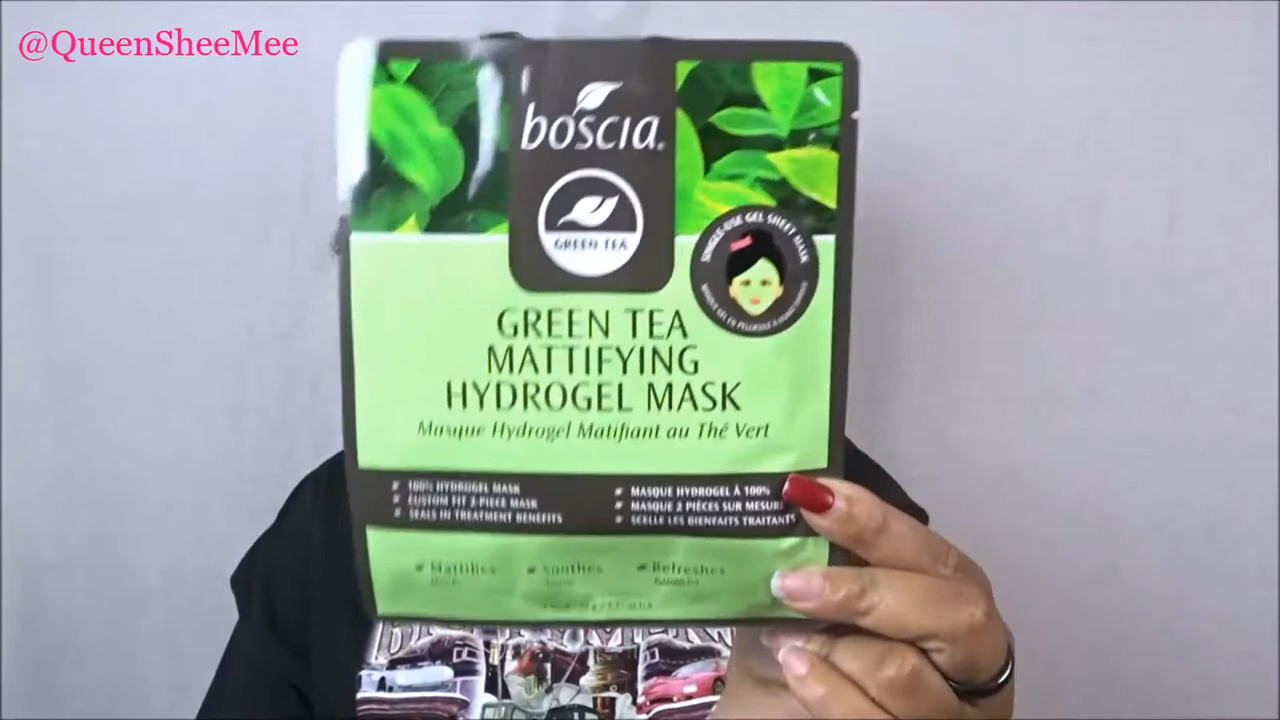 @QueenSheeMee
boscia.
GREEN TEA
SINGLE-USE GEL SHEET MASK
GREEN TEA
MATTIFYING
HYDROGEL MASK
Masque Hydrogel Matifiant au Thé Vert
100% HYDROGEL MASK
CUSTOM FIT 2-PIECE MASK
SEALS IN TREATMENT BENEFITS
MASQUE HYDROGEL À 100%
MASQUE 2 PIÈCES SUR MESURE
SCELLE LES BIENFAITS TRAITANTS
Mattifies
Soothes
Refreshes